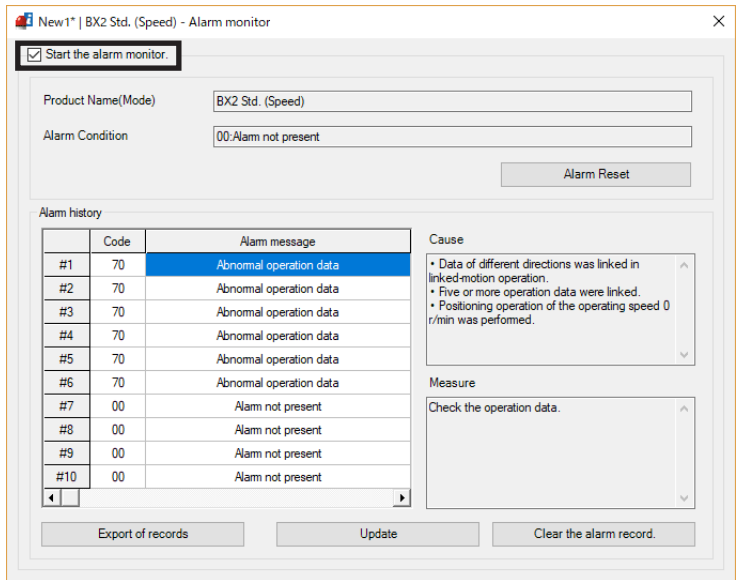 New1* | BX2 Std. (Speed) - Alarm monitor
Start the alarm monitor.
Product Name(Mode) BX2 Std. (Speed)
Alarm Condition 00:Alarm not present
Alarm Reset
Alarm history
Code Alarm message
#1 70 Abnormal operation data
#2 70 Abnormal operation data
#3 70 Abnormal operation data
#4 70 Abnormal operation data
#5 70 Abnormal operation data
#6 70 Abnormal operation data
#7 00 Alarm not present
#8 00 Alarm not present
#9 00 Alarm not present
#10 00 Alarm not present
Cause
• Data of different directions was linked in
linked-motion operation.
• Five or more operation data were linked.
• Positioning operation of the operating speed 0
r/min was performed.
Measure
Check the operation data.
Export of records Update Clear the alarm record.